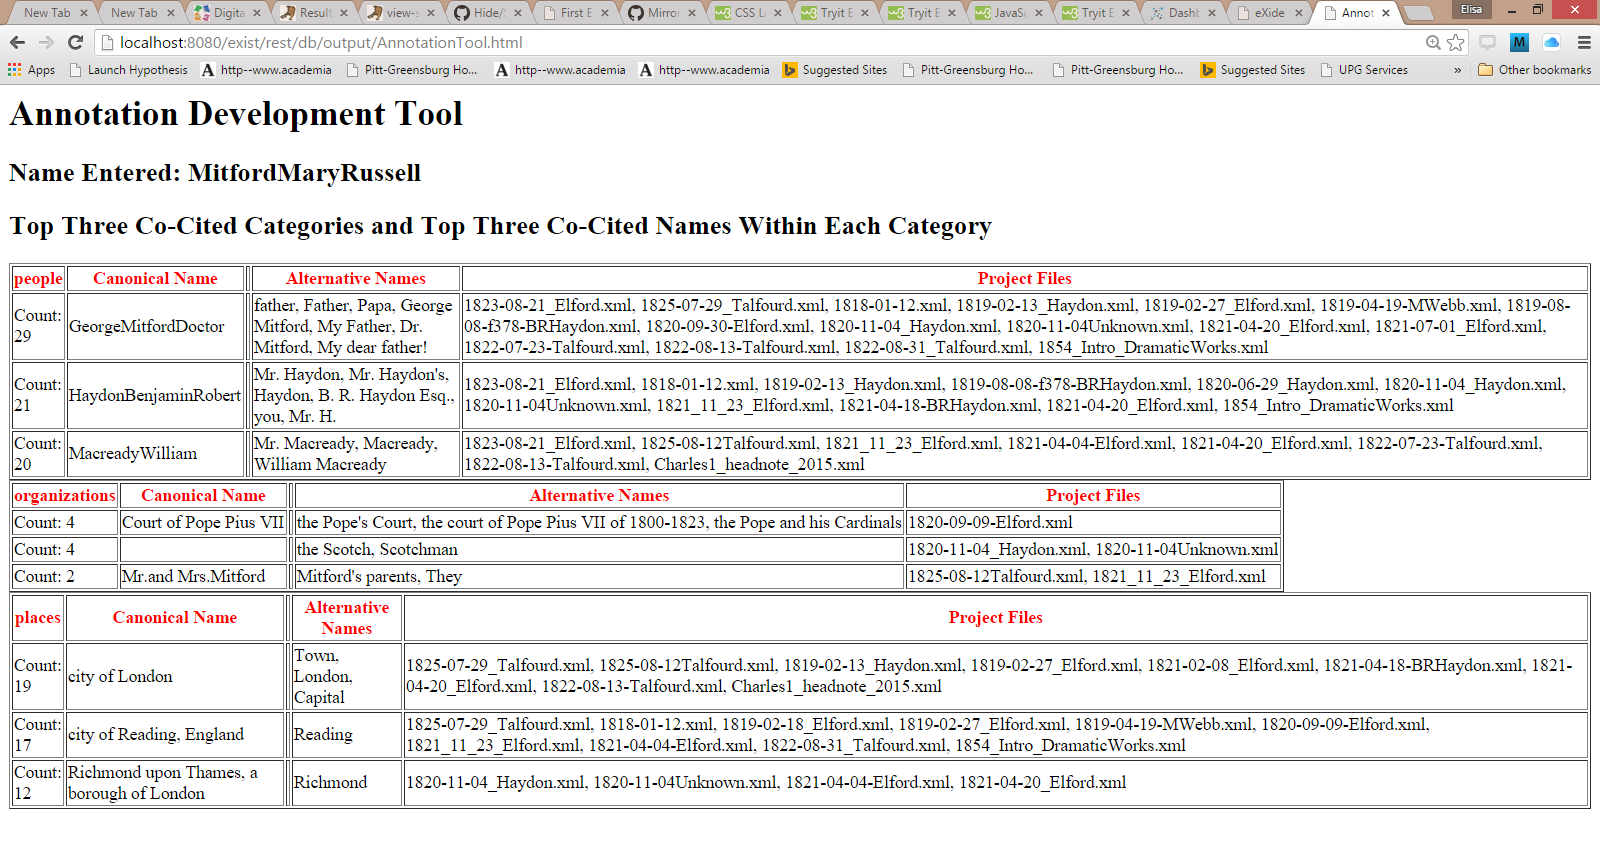 New Tab
New Tab
Digita
Result
view-s
Hide/S
First E
Mirror
CSS L
Tryit E
Tryit E
JavaSc
Tryit E
Dashb
eXide
Annot
Elisa
localhost:8080/exist/rest/db/output/AnnotationTool.html
Apps Launch Hypothesis http--www.academia Pitt-Greensburg Ho... http--www.academia http--www.academia Suggested Sites Pitt-Greensburg Ho... Pitt-Greensburg Ho... Suggested Sites UPG Services » Other bookmarks
Annotation Development Tool
Name Entered: MitfordMaryRussell
Top Three Co-Cited Categories and Top Three Co-Cited Names Within Each Category
people Canonical Name Alternative Names Project Files
Count:
29
GeorgeMitfordDoctor
father, Father, Papa, George
Mitford, My Father, Dr.
Mitford, My dear father!
1823-08-21_Elford.xml, 1825-07-29_Talfourd.xml, 1818-01-12.xml, 1819-02-13_Haydon.xml, 1819-02-27_Elford.xml, 1819-04-19-MWebb.xml, 1819-08-
08-f378-BRHaydon.xml, 1820-09-30-Elford.xml, 1820-11-04_Haydon.xml, 1820-11-04Unknown.xml, 1821-04-20_Elford.xml, 1821-07-01_Elford.xml,
1822-07-23-Talfourd.xml, 1822-08-13-Talfourd.xml, 1822-08-31_Talfourd.xml, 1854_Intro_DramaticWorks.xml
Count:
21
HaydonBenjaminRobert
Mr. Haydon, Mr. Haydon's,
Haydon, B. R. Haydon Esq.,
you, Mr. H.
1823-08-21_Elford.xml, 1818-01-12.xml, 1819-02-13_Haydon.xml, 1819-08-08-f378-BRHaydon.xml, 1820-06-29_Haydon.xml, 1820-11-04_Haydon.xml,
1820-11-04Unknown.xml, 1821_11_23_Elford.xml, 1821-04-18-BRHaydon.xml, 1821-04-20_Elford.xml, 1854_Intro_DramaticWorks.xml
Count:
20
MacreadyWilliam
Mr. Macready, Macready,
William Macready
1823-08-21_Elford.xml, 1825-08-12Talfourd.xml, 1821_11_23_Elford.xml, 1821-04-04-Elford.xml, 1821-04-20_Elford.xml, 1822-07-23-Talfourd.xml,
1822-08-13-Talfourd.xml, Charles1_headnote_2015.xml
organizations Canonical Name Alternative Names Project Files
Count: 4 Court of Pope Pius VII the Pope's Court, the court of Pope Pius VII of 1800-1823, the Pope and his Cardinals 1820-09-09-Elford.xml
Count: 4 the Scotch, Scotchman 1820-11-04_Haydon.xml, 1820-11-04Unknown.xml
Count: 2 Mr.and Mrs.Mitford Mitford's parents, They 1825-08-12Talfourd.xml, 1821_11_23_Elford.xml
places Canonical Name
Alternative
Names
Project Files
Count:
19
city of London
Town,
London,
Capital
1825-07-29_Talfourd.xml, 1825-08-12Talfourd.xml, 1819-02-13_Haydon.xml, 1819-02-27_Elford.xml, 1821-02-08_Elford.xml, 1821-04-18-BRHaydon.xml, 1821-
04-20_Elford.xml, 1822-08-13-Talfourd.xml, Charles1_headnote_2015.xml
Count:
17
city of Reading, England
Reading
1825-07-29_Talfourd.xml, 1818-01-12.xml, 1819-02-18_Elford.xml, 1819-02-27_Elford.xml, 1819-04-19-MWebb.xml, 1820-09-09-Elford.xml,
1821_11_23_Elford.xml, 1821-04-04-Elford.xml, 1822-08-31_Talfourd.xml, 1854_Intro_DramaticWorks.xml
Count:
12
Richmond upon Thames, a
borough of London
Richmond
1820-11-04_Haydon.xml, 1820-11-04Unknown.xml, 1821-04-04-Elford.xml, 1821-04-20_Elford.xml